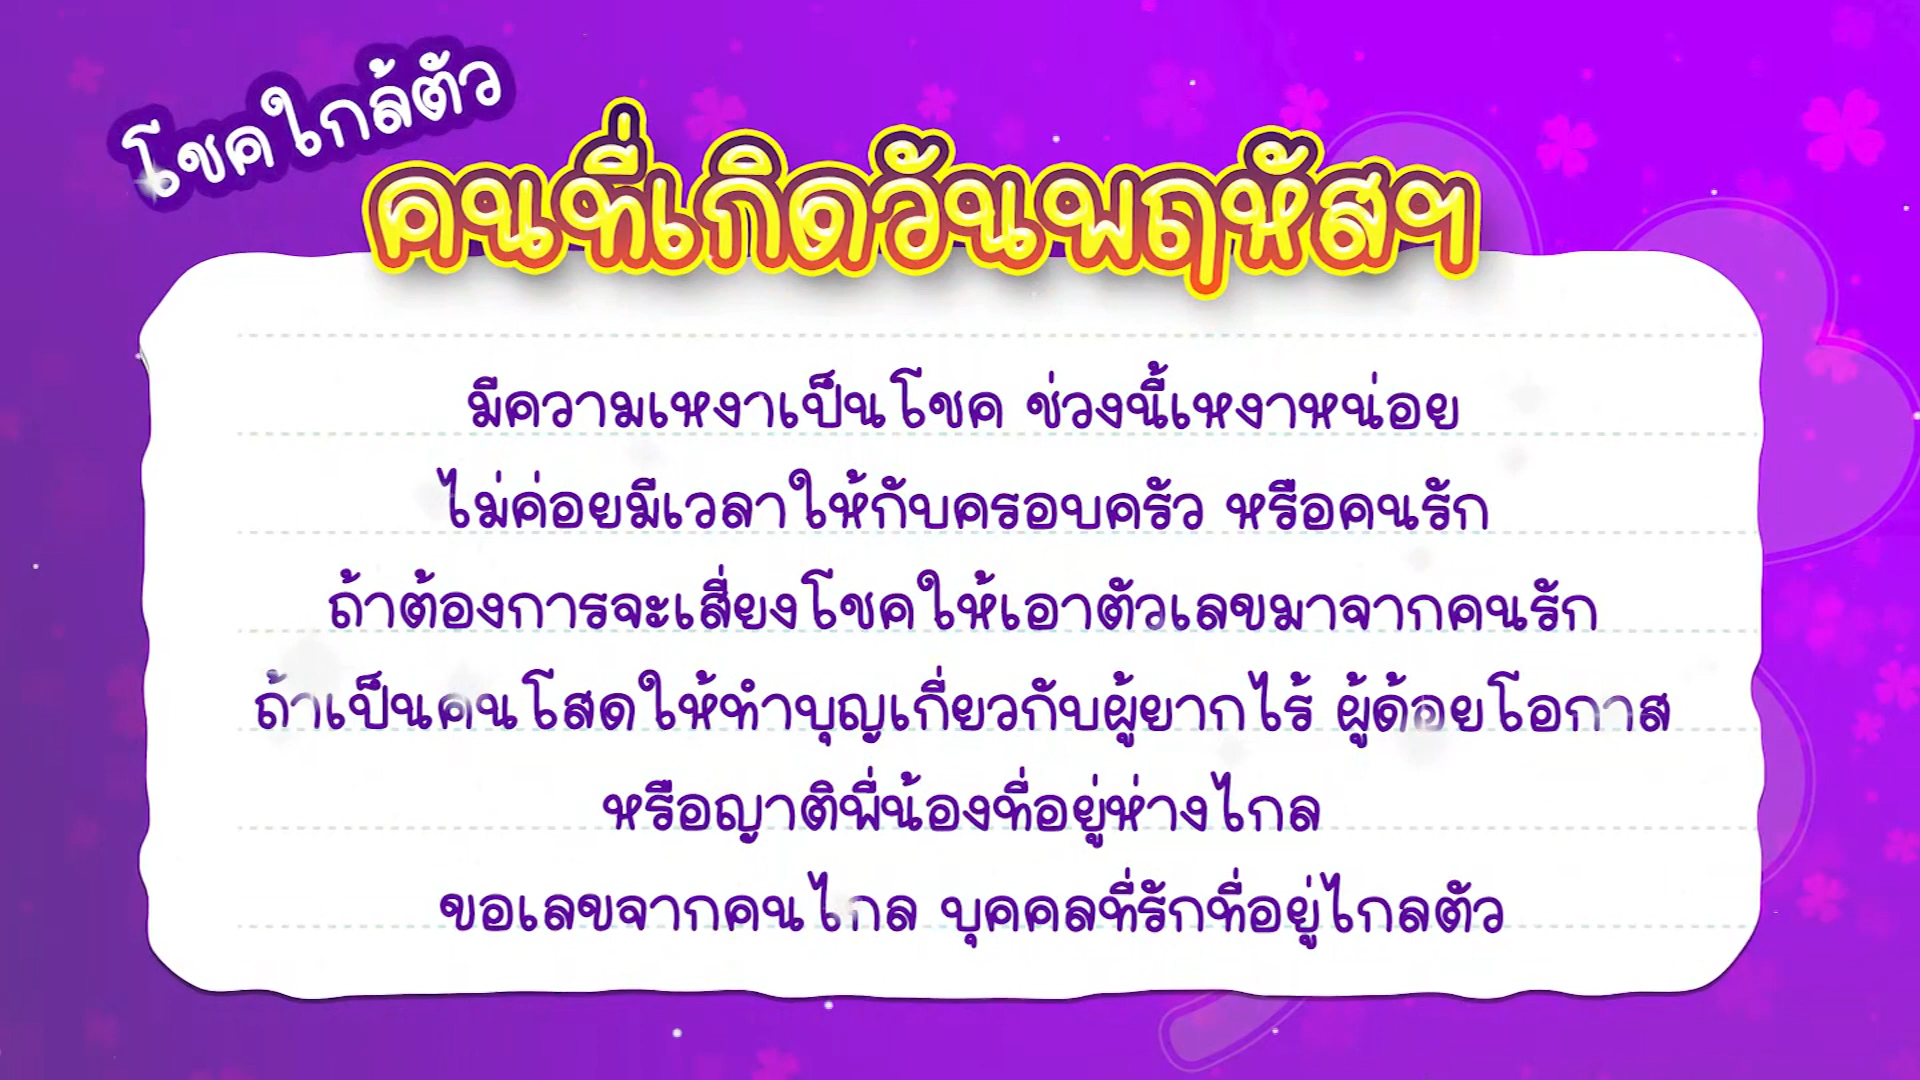 โชคใกล้ตัว
คนที่เกิดวันพฤหัสฯ
มีความเหงาเป็นโชค ช่วงนี้เหงาหน่อย
ไม่ค่อยมีเวลาให้กับครอบครัว หรือคนรัก
ถ้าต้องการจะเสี่ยงโชคให้เอาตัวเลขมาจากคนรัก
ถ้าเป็นคนโสดให้ทำบุญเกี่ยวกับผู้ยากไร้ ผู้ด้อยโอกาส
หรือญาติพี่น้องที่อยู่ห่างไกล
ขอเลขจากคนไกล บุคคลที่รักที่อยู่ไกลตัว